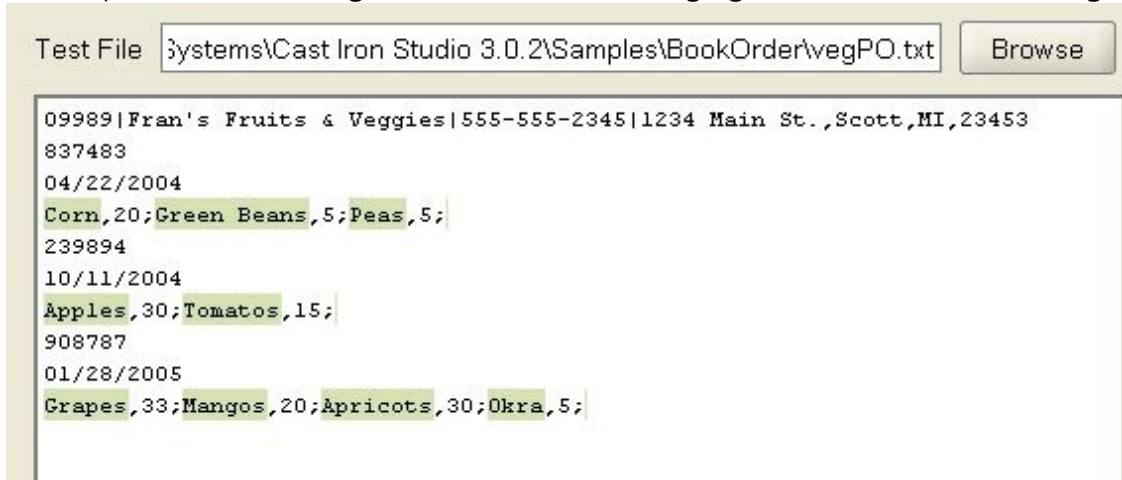 Test File Systems\Cast Iron Studio 3.0.2\Samples\BookOrder\vegPO.txt Browse
09989|Fran's Fruits & Veggies|555-555-2345|1234 Main St.,Scott,MI,23453
837483
04/22/2004
Corn,20;Green Beans,5;Peas,5;
239894
10/11/2004
Apples,30;Tomatos,15;
908787
01/28/2005
Grapes,33;Mangos,20;Apricots,30;Okra,5;